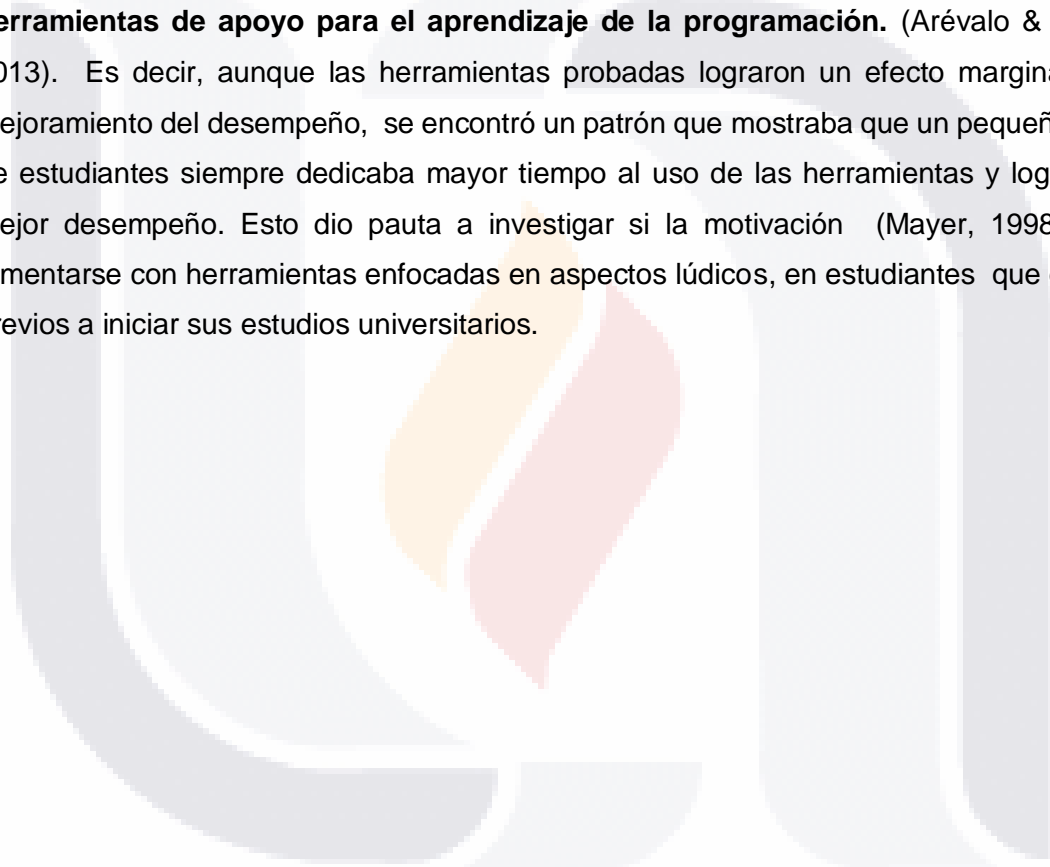 erramientas de apoyo para el aprendizaje de la programación. (Arévalo &
013). Es decir, aunque las herramientas probadas lograron un efecto margina
ejoramiento del desempeño, se encontró un patrón que mostraba que un pequeñ
e estudiantes siempre dedicaba mayor tiempo al uso de las herramientas y log
ejor desempeño. Esto dio pauta a investigar si la motivación (Mayer, 1998
mentarse con herramientas enfocadas en aspectos lúdicos, en estudiantes que
revios a iniciar sus estudios universitarios.